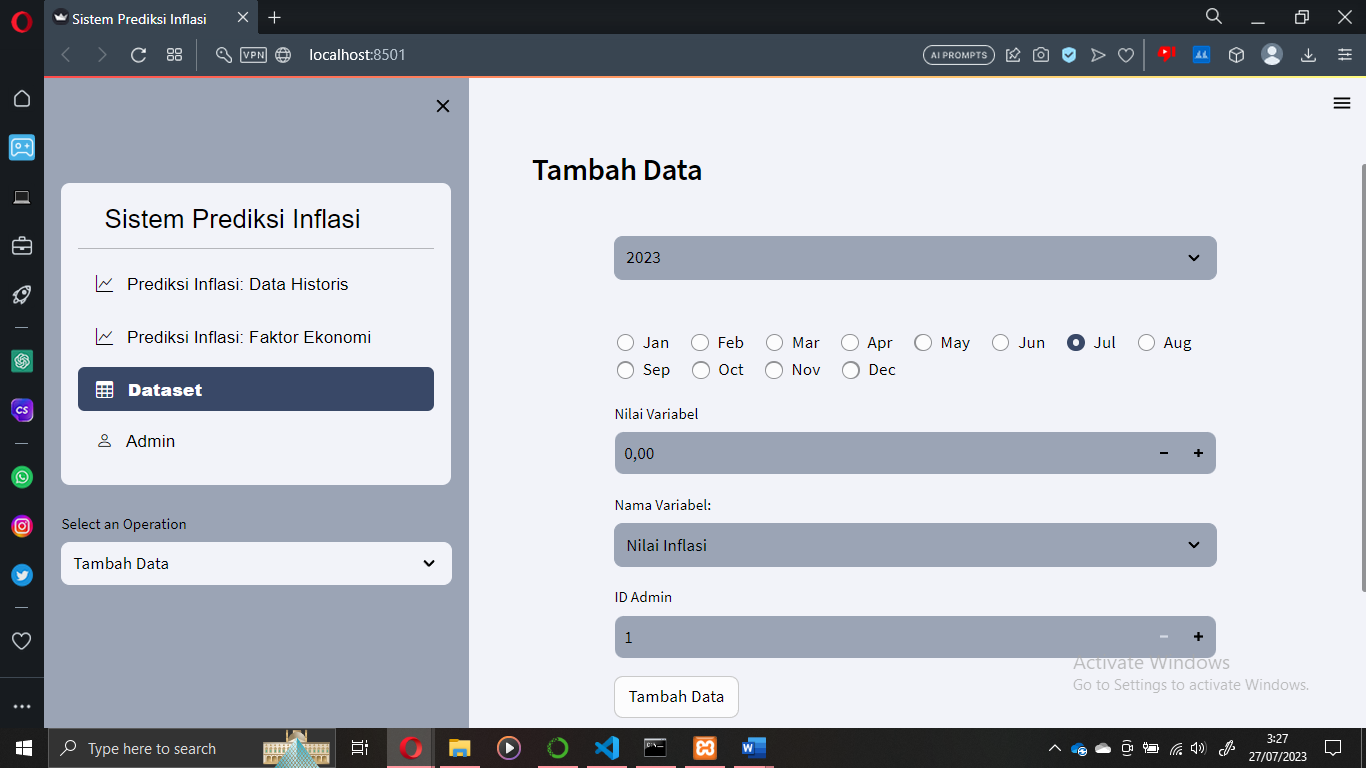 Sistem Prediksi Inflasi
VPN
localhost:8501
AI PROMPTS
Tambah Data
Sistem Prediksi Inflasi
Prediksi Inflasi: Data Historis
Prediksi Inflasi: Faktor Ekonomi
Dataset
Admin
Select an Operation
Tambah Data
2023
Jan Feb Mar Apr May Jun Jul Aug
Sep Oct Nov Dec
Nilai Variabel
0,00
Nama Variabel:
Nilai Inflasi
ID Admin
1
Tambah Data
Activate Windows
Go to Settings to activate Windows.
CS
Type here to search
3:27
27/07/2023